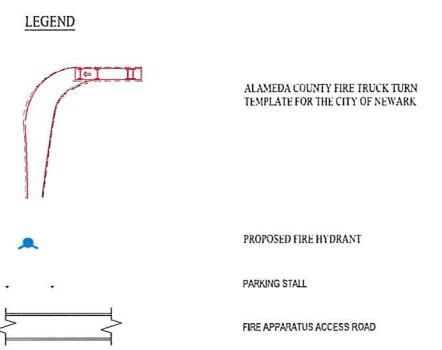 LEGEND
ALAMEDA COUNTY FIRE TRUCK TURN
TEMPLATE FOR THE CITY OF NEWARK
PROPOSED FIRE HYDRANT
PARKING STALL
FIRE APPARATUS ACCESS ROAD